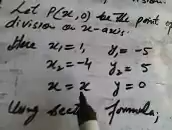 Let P(x, 0) be the point of
division on x-axis.
Here x₁ = 1, y = -5
x₂ = -4 y₂ = 5
x = x y = 0
Using section formula,